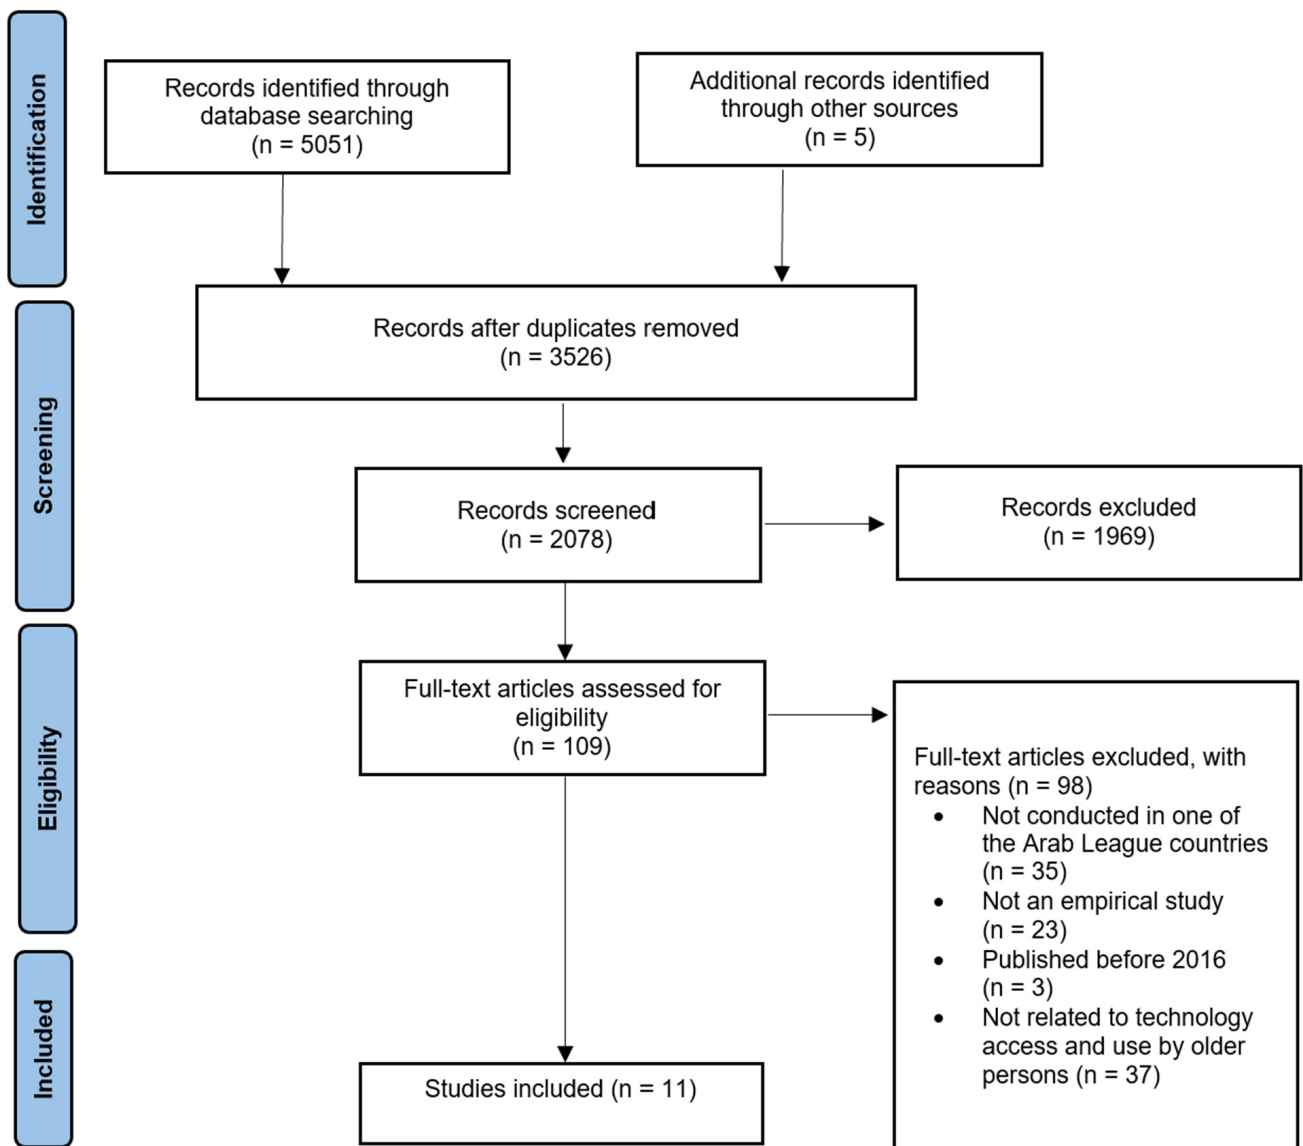 Identification
Records identified through
database searching
(n = 5051)
Additional records identified
through other sources
(n = 5)
Screening
Records after duplicates removed
(n = 3526)
Records screened
(n = 2078)
Records excluded
(n = 1969)
Eligibility
Full-text articles assessed for
eligibility
(n = 109)
Full-text articles excluded, with
reasons (n = 98)
• Not conducted in one of
the Arab League countries
(n = 35)
• Not an empirical study
(n = 23)
• Published before 2016
(n = 3)
• Not related to technology
access and use by older
persons (n = 37)
Included
Studies included (n = 11)